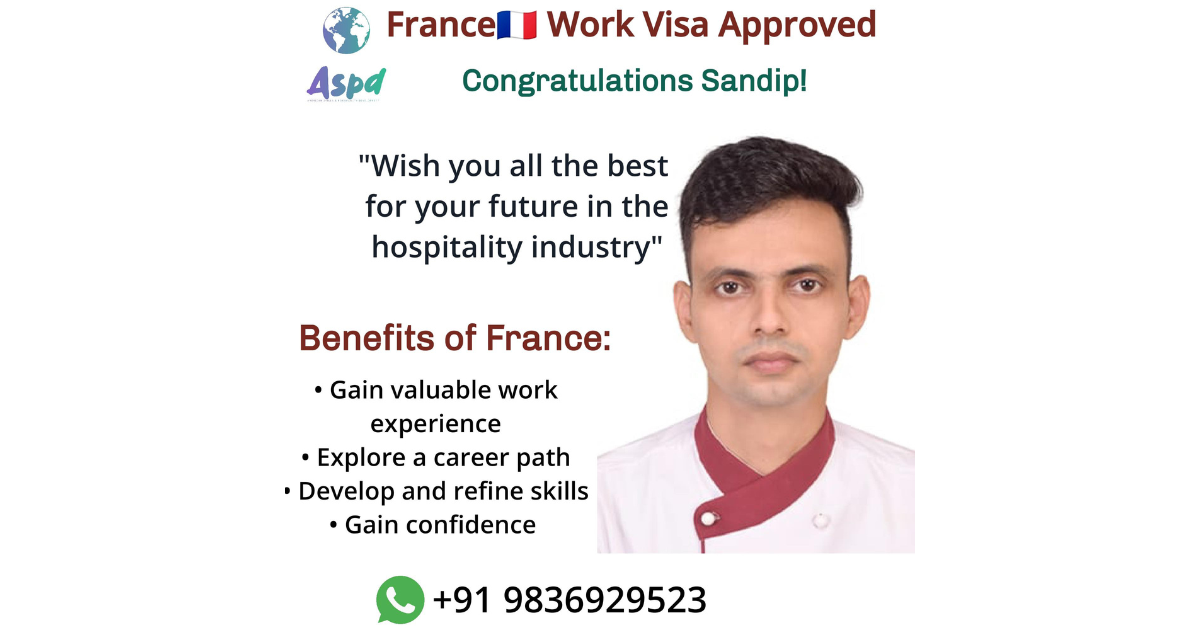 France🇫🇷 Work Visa Approved
Aspd
Congratulations Sandip!
"Wish you all the best
for your future in the
hospitality industry"
Benefits of France:
• Gain valuable work
experience
• Explore a career path
• Develop and refine skills
• Gain confidence
+91 9836929523